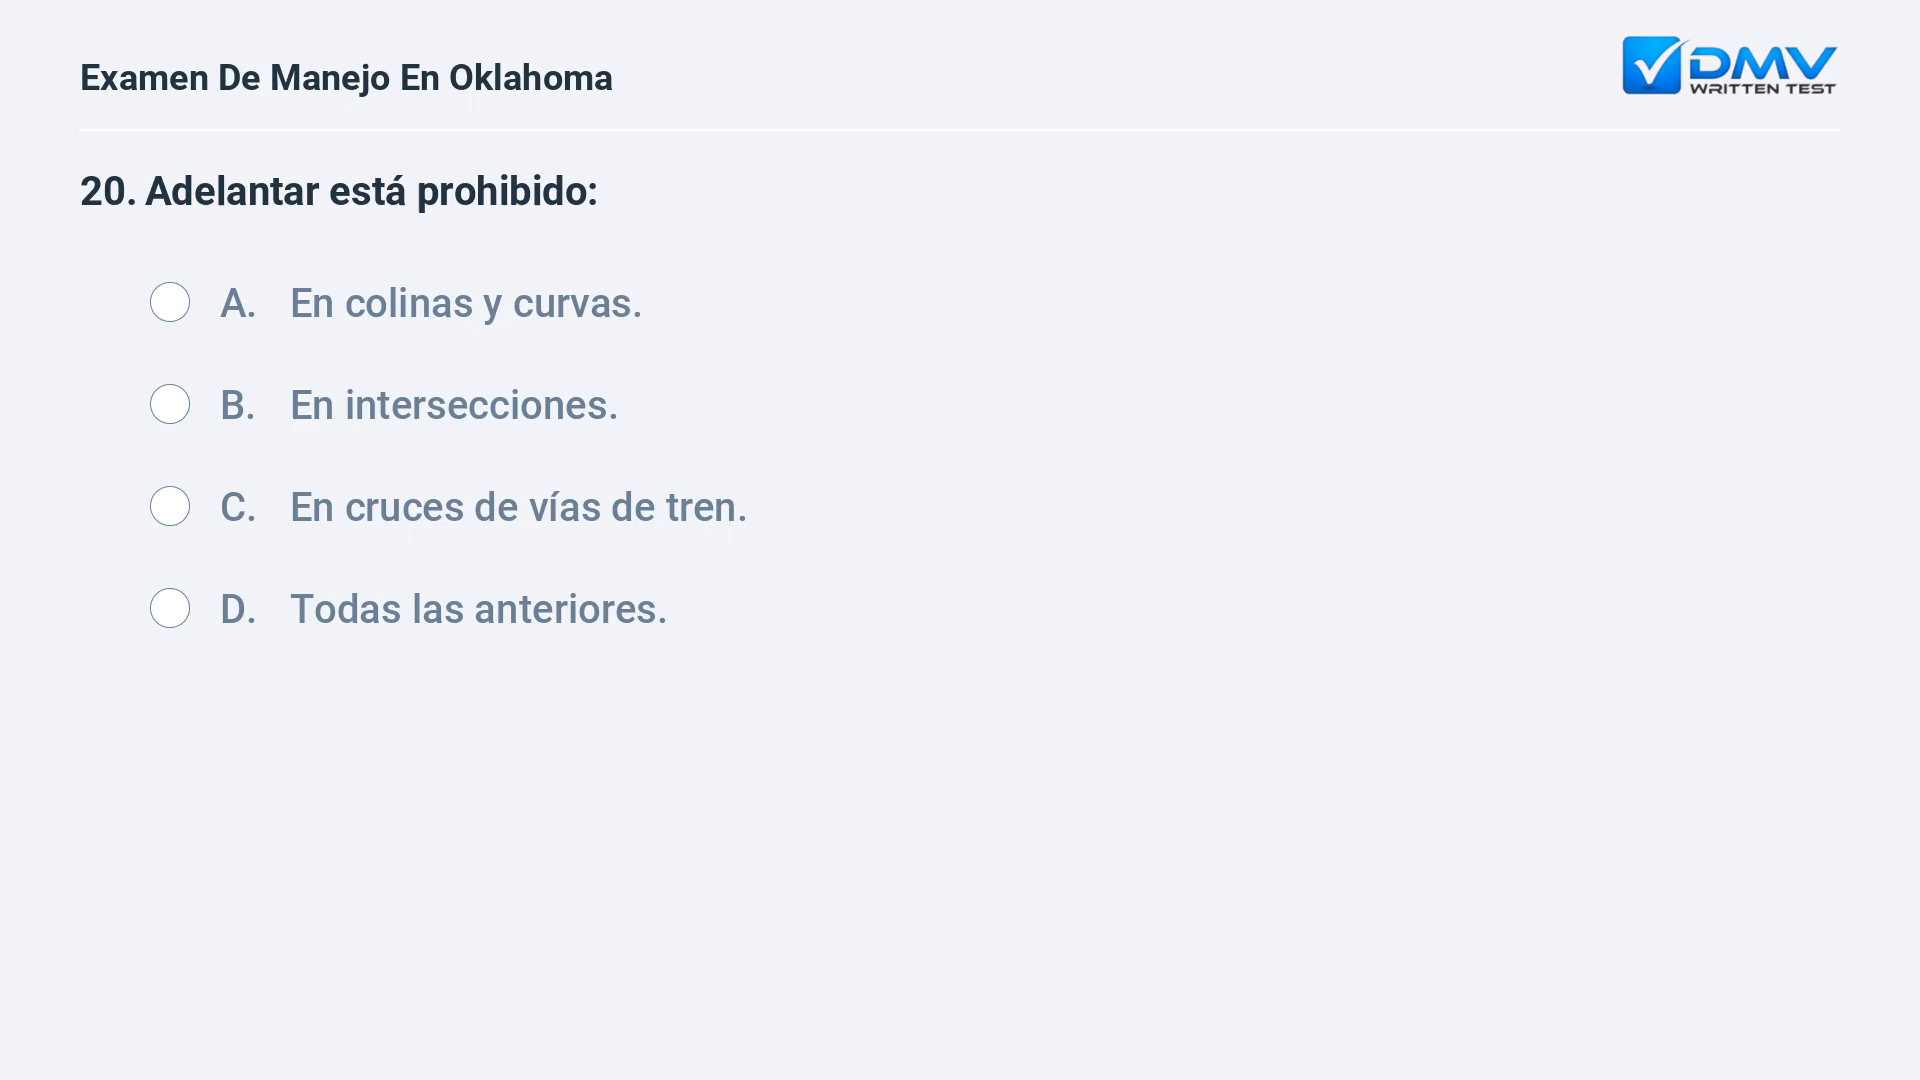 Examen De Manejo En Oklahoma
DMV
WRITTEN TEST
20. Adelantar está prohibido:
A. En colinas y curvas.
B. En intersecciones.
C. En cruces de vías de tren.
D. Todas las anteriores.